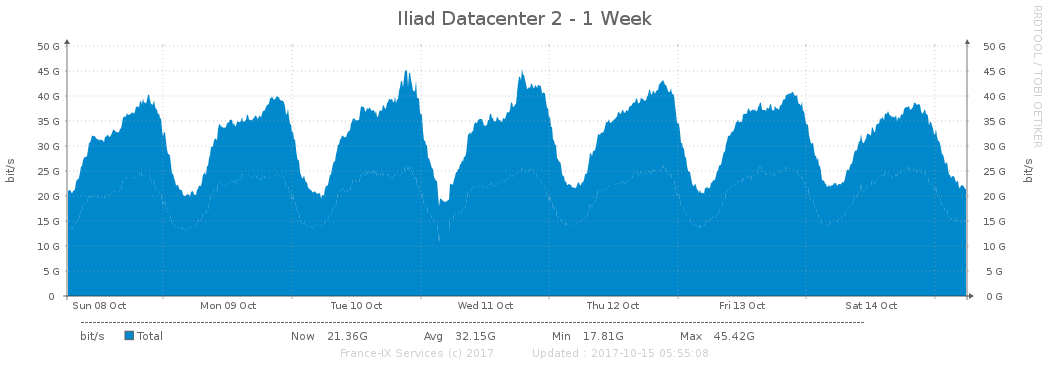 Iliad Datacenter 2 - 1 Week
RRDTOOL / TOBI OETIKER
bit/s
50 G 50 G
45 G 45 G
40 G 40 G
35 G 35 G
30 G 30 G
25 G 25 G
20 G 20 G
15 G 15 G
10 G 10 G
5 G 5 G
0 0 G
bit/s
Sun 08 Oct Mon 09 Oct Tue 10 Oct Wed 11 Oct Thu 12 Oct Fri 13 Oct Sat 14 Oct
bit/s Total Now 21.36G Avg 32.15G Min 17.81G Max 45.42G
France-IX Services (c) 2017 Updated : 2017-10-15 05:55:08